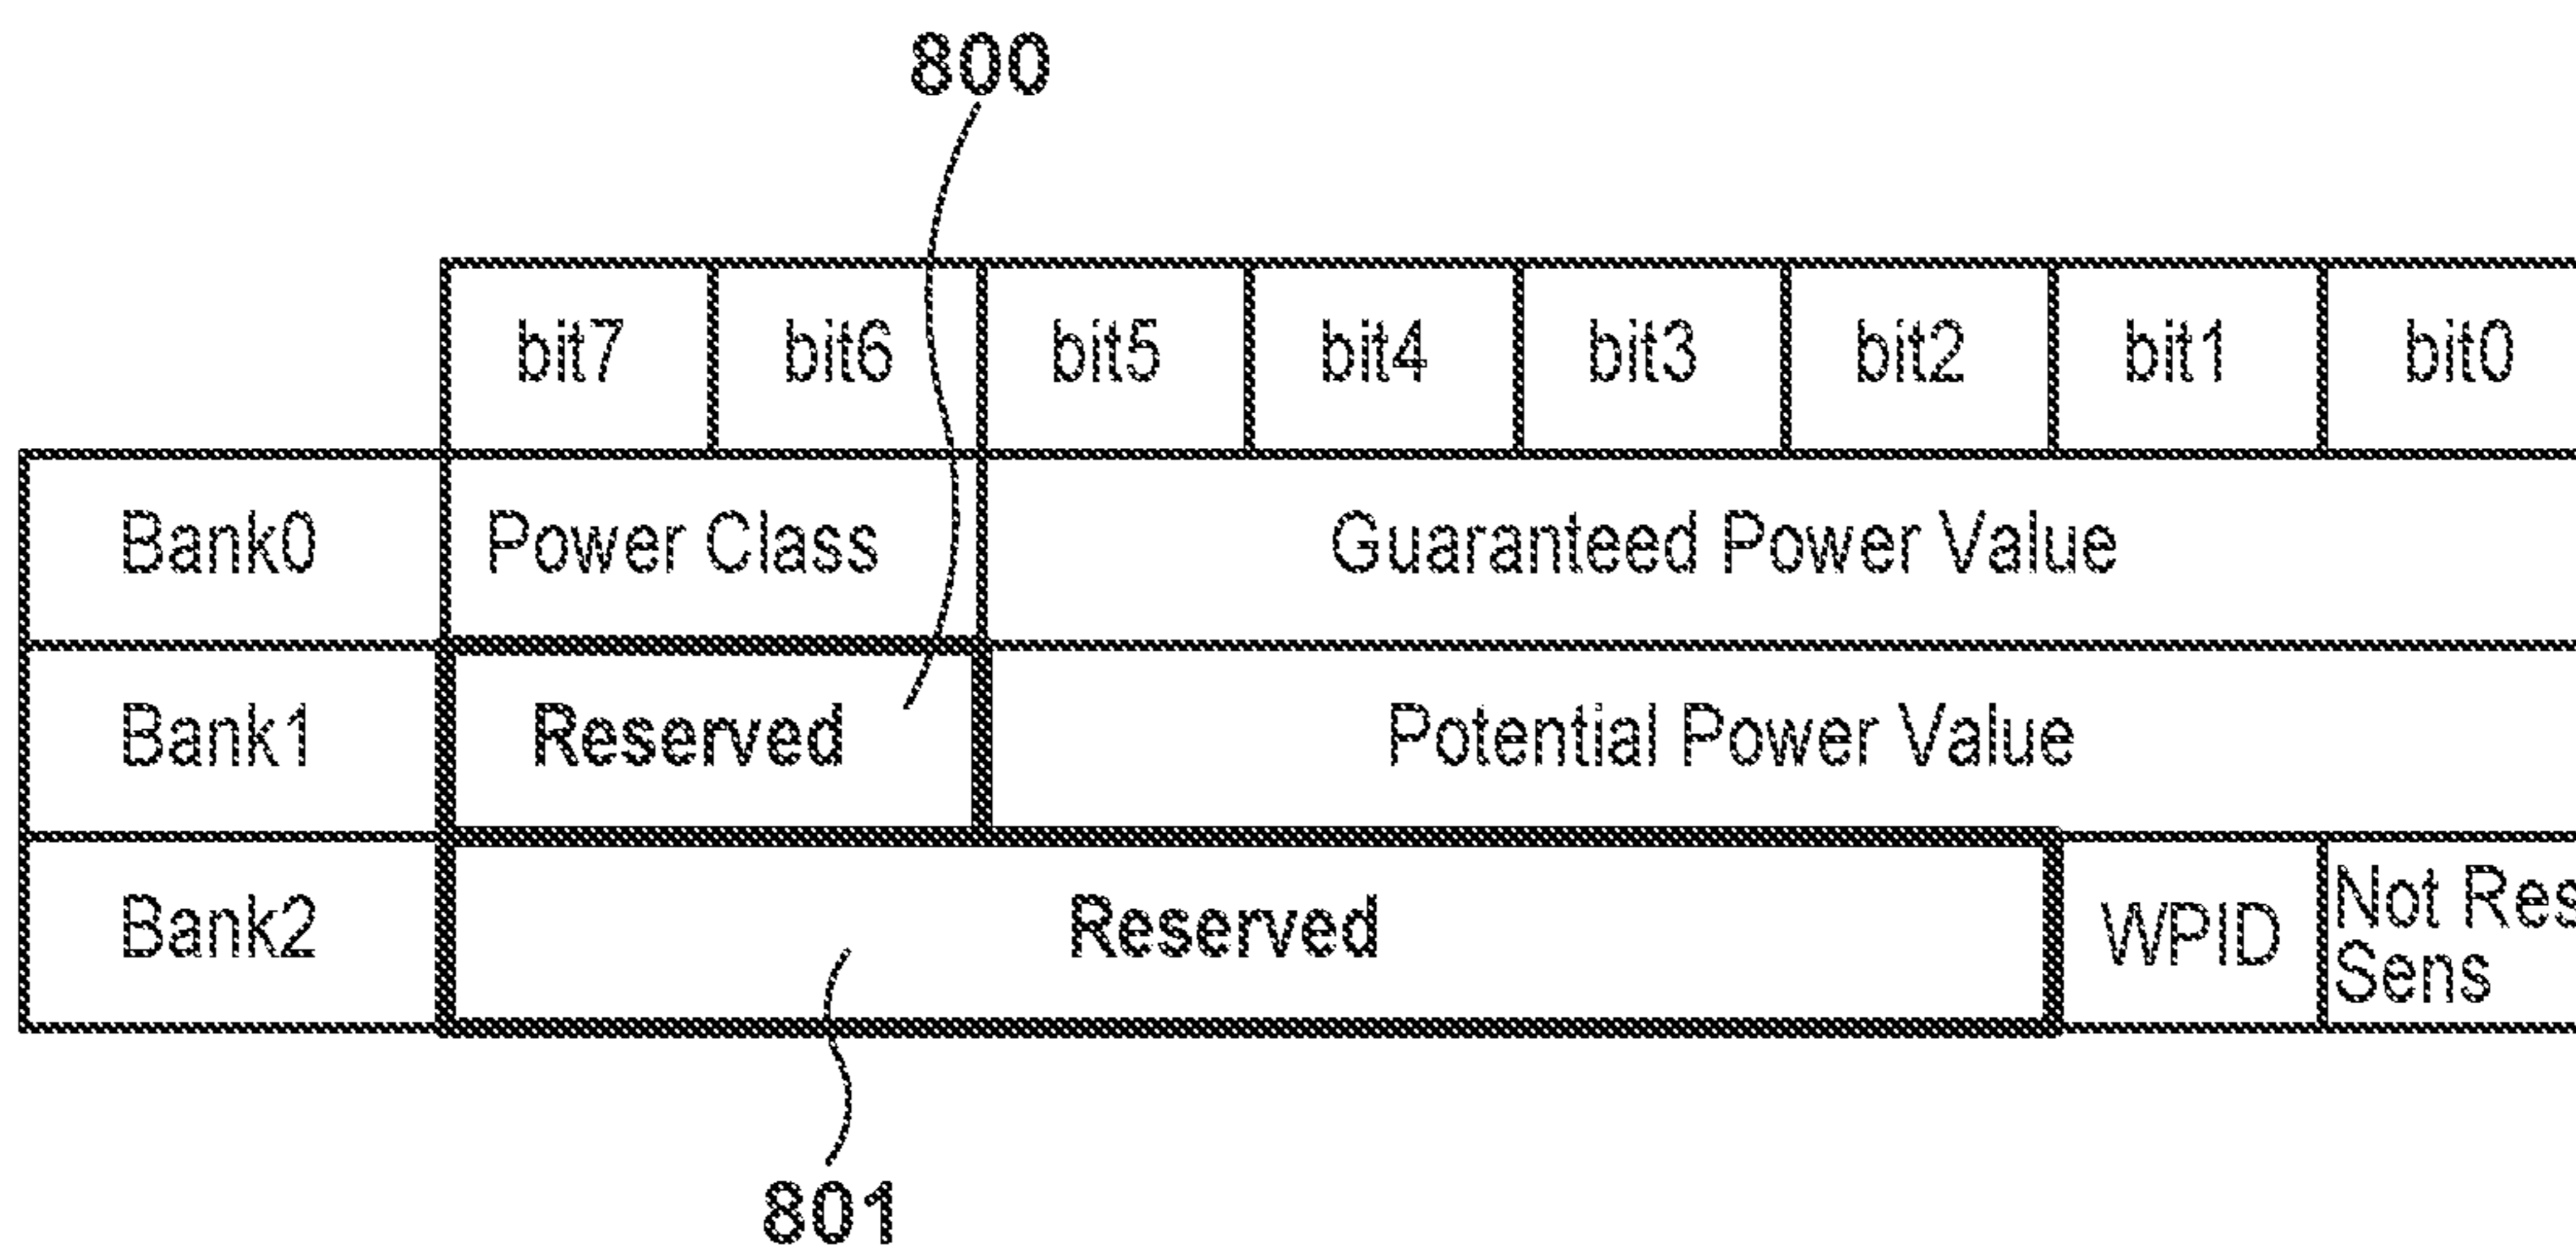 800
bit7 bit6 bit5 bit4 bit3 bit2 bit1 bit0
Bank0 Power Class Guaranteed Power Value
Bank1 Reserved Potential Power Value
Bank2 Reserved WPID Not Res
Sens
801